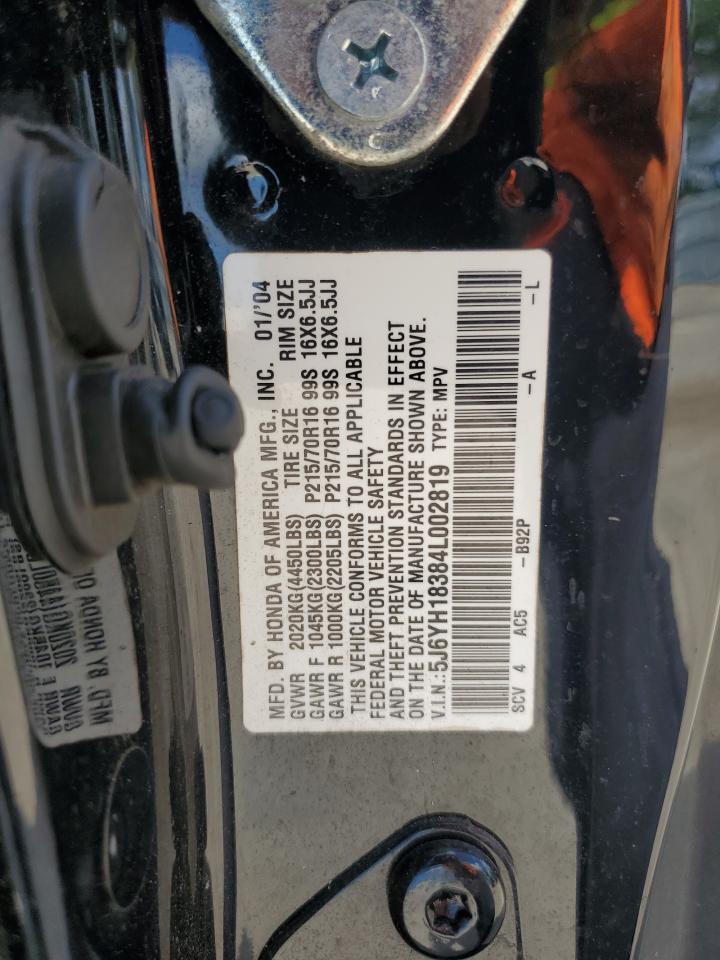 MFD. BY HONDA OF AMERICA MFG., INC. 01/'04
GVWR 2020KG(4450LBS) TIRE SIZE RIM SIZE
GAWR F 1045KG(2300LBS) P215/70R16 99S 16X6.5JJ
GAWR R 1000KG(2205LBS) P215/70R16 99S 16X6.5JJ
THIS VEHICLE CONFORMS TO ALL APPLICABLE
FEDERAL MOTOR VEHICLE SAFETY
AND THEFT PREVENTION STANDARDS IN EFFECT
ON THE DATE OF MANUFACTURE SHOWN ABOVE.
V.I.N.: 5J6YH18384L002819 TYPE: MPV
SCV 4 AC5 -B92P -A -L